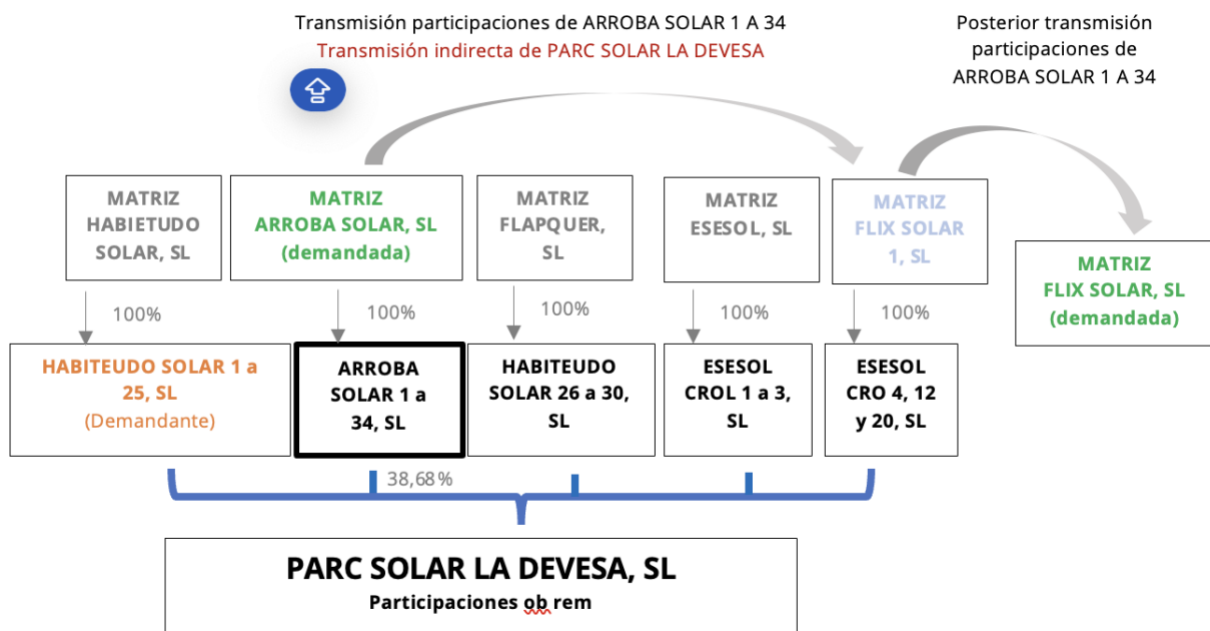 Transmisión participaciones de ARROBA SOLAR 1 A 34
Transmisión indirecta de PARC SOLAR LA DEVESA
Posterior transmisión
participaciones de
ARROBA SOLAR 1 A 34
MATRIZ
HABIETUDO
SOLAR, SL
MATRIZ
ARROBA SOLAR, SL
(demandada)
MATRIZ
FLAPQUER,
SL
MATRIZ
ESESOL, SL
MATRIZ
FLIX SOLAR
1, SL
MATRIZ
FLIX SOLAR, SL
(demandada)
100%
100%
100%
100%
100%
HABITEUDO SOLAR 1 a
25, SL
(Demandante)
ARROBA
SOLAR 1 a
34, SL
HABITEUDO
SOLAR 26 a 30,
SL
ESESOL
CROL 1 a 3,
SL
ESESOL
CRO 4, 12
y 20, SL
38,68%
PARC SOLAR LA DEVESA, SL
Participaciones ob rem